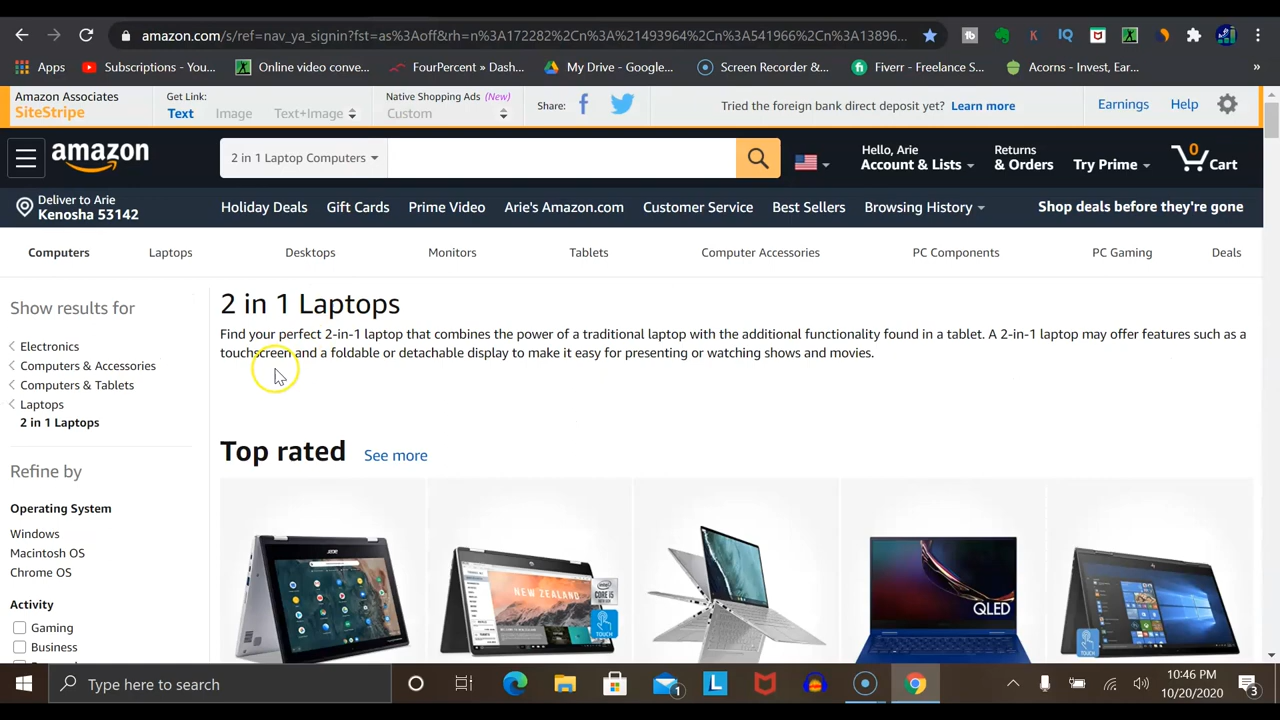 amazon.com/s/ref=nav_ya_signin?fst=as%3Aoff&rh=n%3A172282%2Cn%3A%21493964%2Cn%3A541966%2Cn%3A13896...
Apps
Subscriptions - Yo...
Online video conve...
FourPercent » Dash...
My Drive - Google...
Screen Recorder &...
Fiverr - Freelance S...
Acorns - Invest, Ear...
»
Amazon Associates
SiteStripe
Get Link:
Text
Image
Text+Image
Native Shopping Ads (New)
Custom
Share:
Tried the foreign bank direct deposit yet? Learn more
Earnings
Help
amazon
2 in 1 Laptop Computers
Hello, Arie
Account & Lists
Returns
& Orders
Try Prime
0
Cart
Deliver to Arie
Kenosha 53142
Holiday Deals
Gift Cards
Prime Video
Arie's Amazon.com
Customer Service
Best Sellers
Browsing History
Shop deals before they're gone
Computers
Laptops
Desktops
Monitors
Tablets
Computer Accessories
PC Components
PC Gaming
Deals
Show results for
Electronics
Computers & Accessories
Computers & Tablets
Laptops
2 in 1 Laptops
Refine by
Operating System
Windows
Macintosh OS
Chrome OS
Activity
Gaming
Business
2 in 1 Laptops
Find your perfect 2-in-1 laptop that combines the power of a traditional laptop with the additional functionality found in a tablet. A 2-in-1 laptop may offer features such as a
touchscreen and a foldable or detachable display to make it easy for presenting or watching shows and movies.
Top rated
See more
acer
NEW ZEALAND
intel
CORE i5
TOUCH
QLED
Type here to search
1
10:46 PM
10/20/2020
3